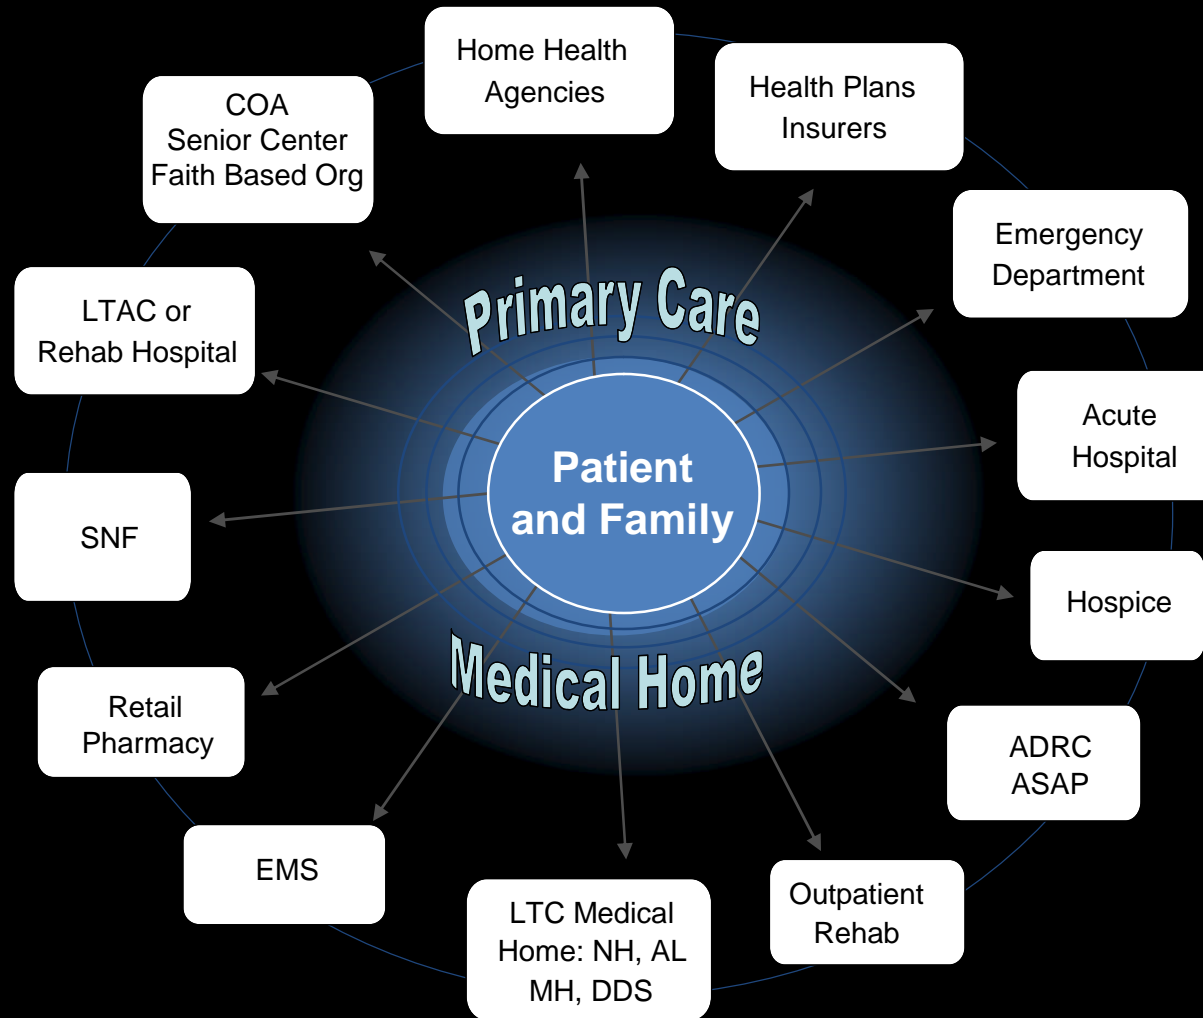 Home Health
Agencies
Health Plans
Insurers
COA
Senior Center
Faith Based Org
Emergency
Department
LTAC or
Rehab Hospital
Primary Care
Acute
Hospital
Patient
and Family
SNF
Hospice
Medical Home
Retail
Pharmacy
ADRC
ASAP
EMS
Outpatient
Rehab
LTC Medical
Home: NH, AL
MH, DDS